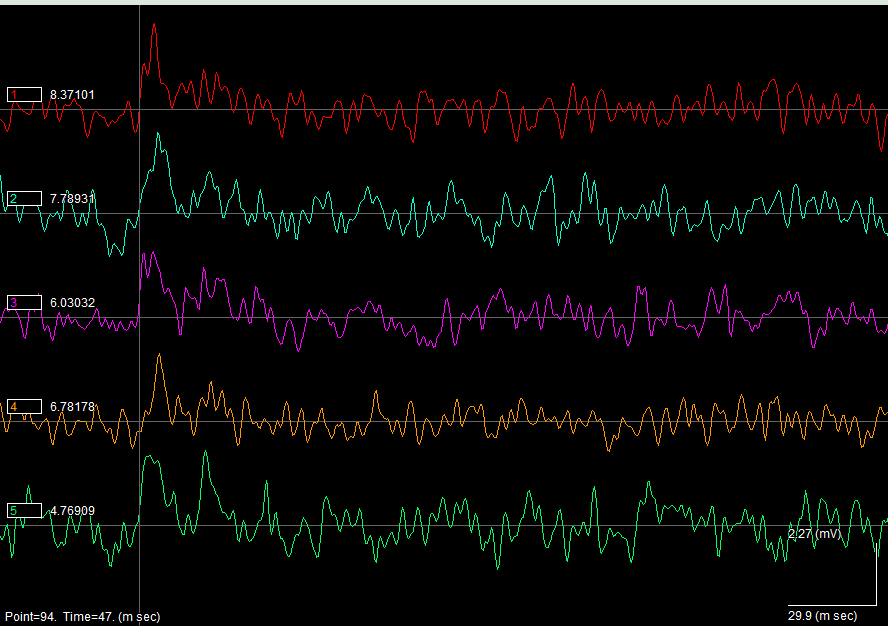 1 8.37101
2 7.78931
3 6.03032
4 6.78178
5 4.76909
2.27 (mV)
29.9 (m sec)
Point=94. Time=47. (m sec)